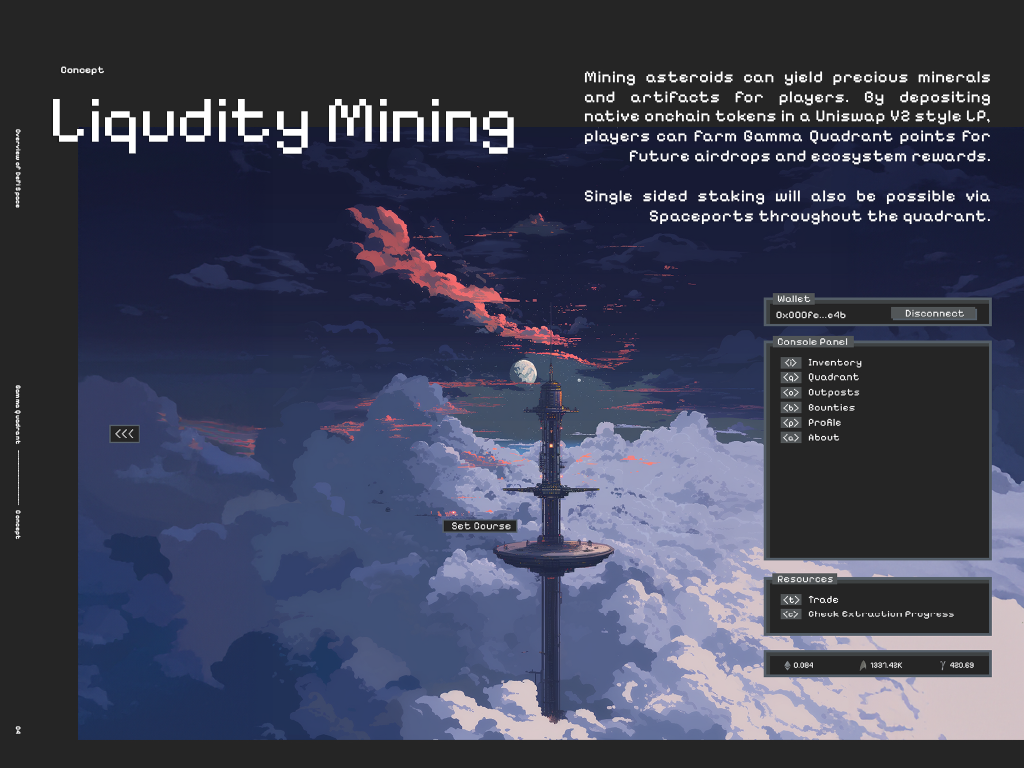 Concept
Liqudity Mining
Mining asteroids can yield precious minerals
and artifacts for players. By depositing
native onchain tokens in a Uniswap V2 style LP,
players can farm Gamma Quadrant points for
future airdrops and ecosystem rewards.
Single sided staking will also be possible via
Spaceports throughout the quadrant.
Overview of DefiSpace
Gamma Quadrant
Concept
04
<<<
Set Course
Wallet
0x000fe...e4b
Disconnect
Console Panel
<i> Inventory
<q> Quadrant
<o> Outposts
<b> Bounties
<p> Profile
<a> About
Resources
<t> Trade
<c> Check Extraction Progress
0.084
1337.42K
420.69